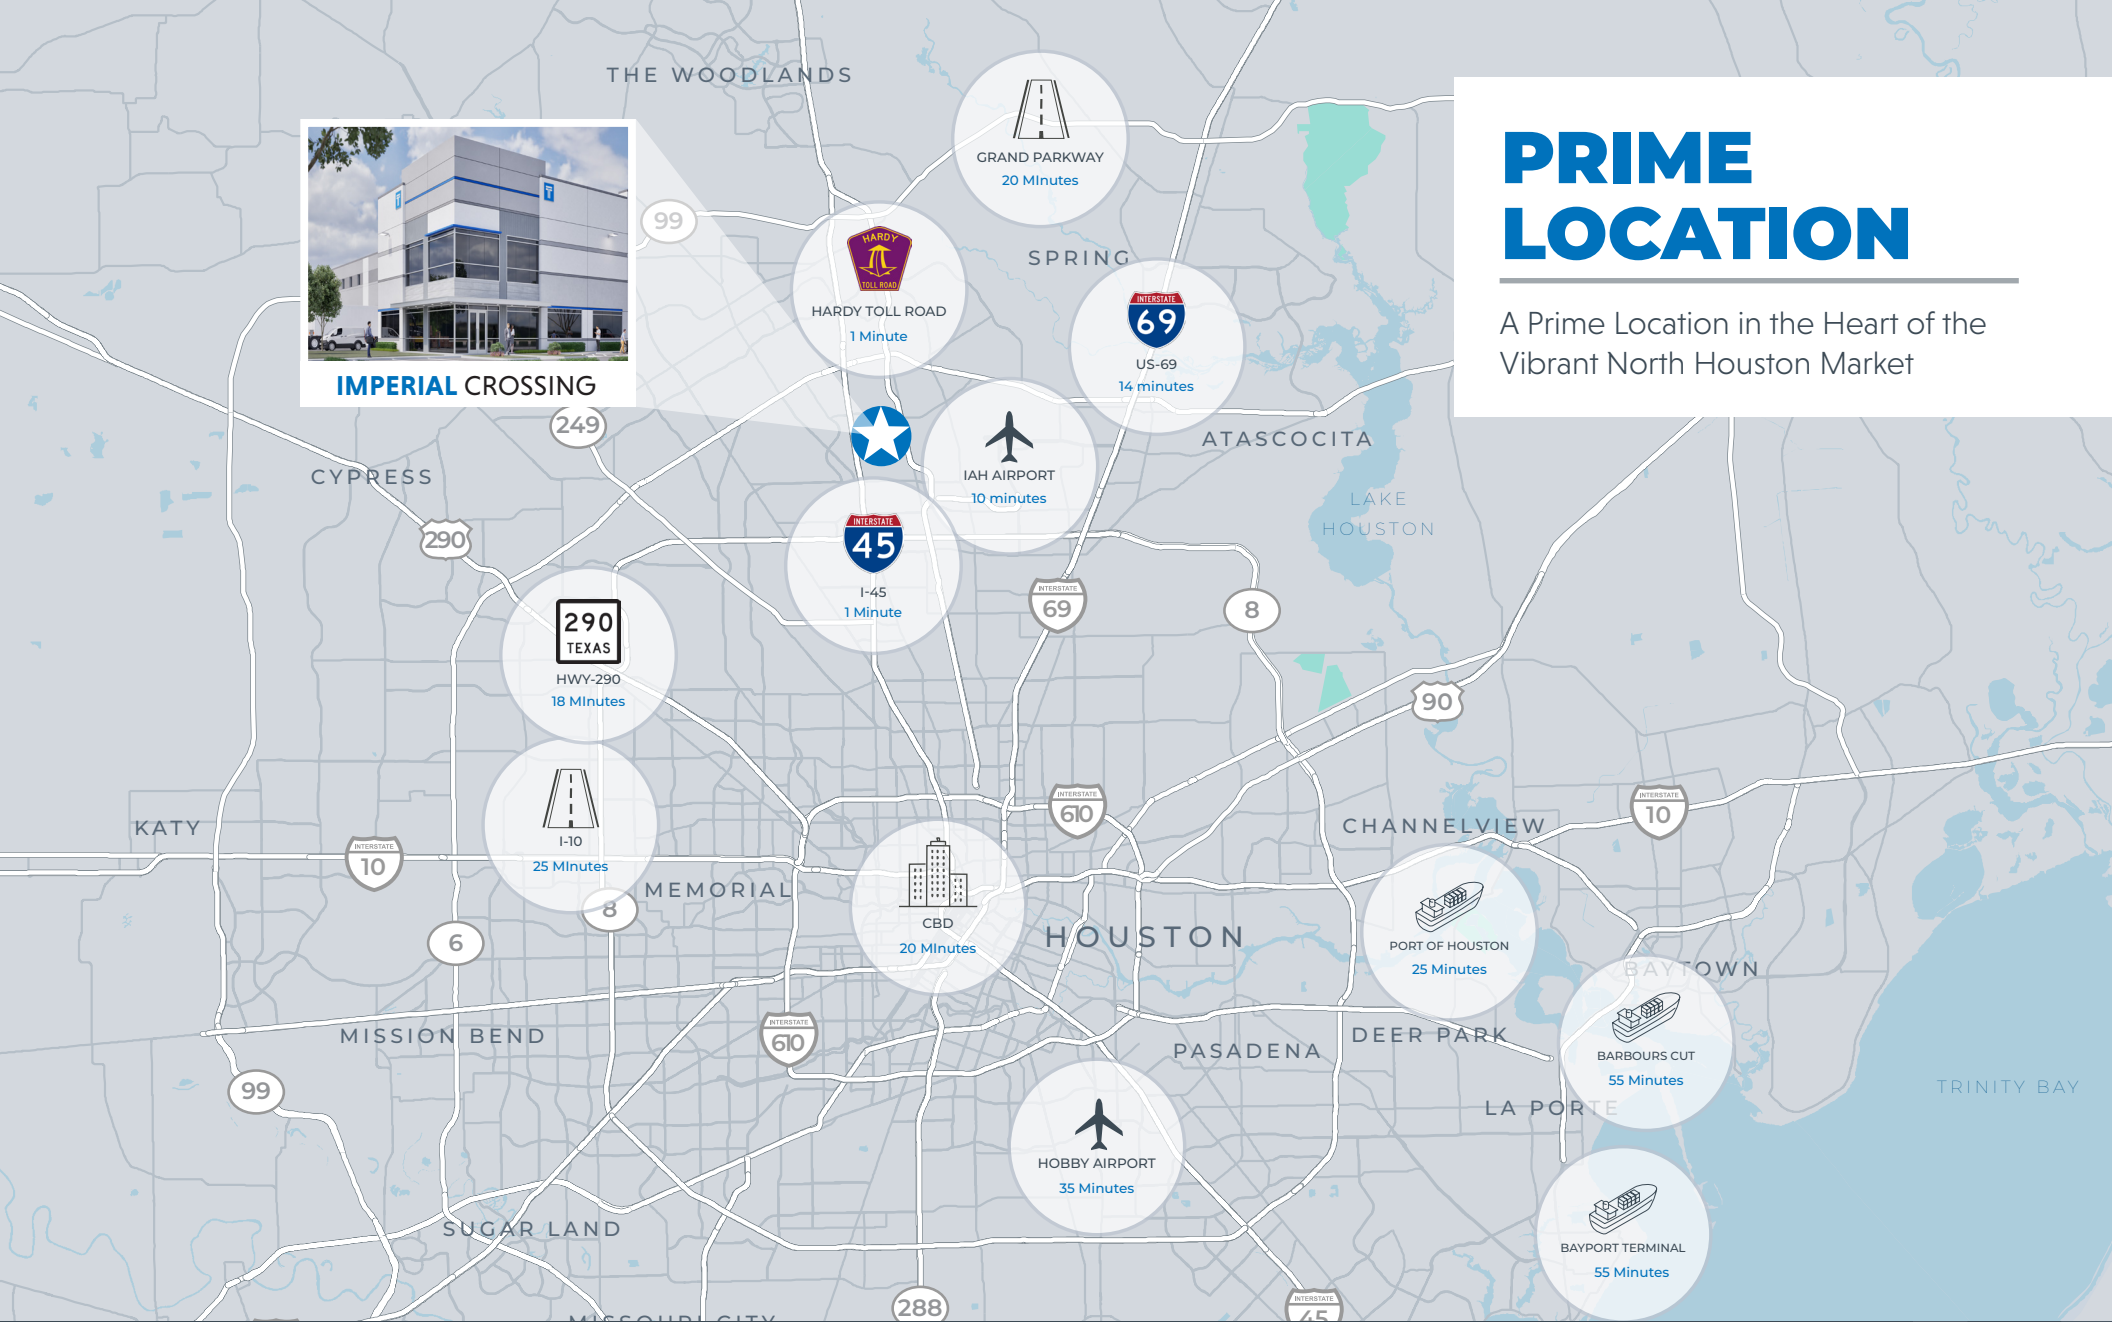 PRIME
LOCATION
A Prime Location in the Heart of the
Vibrant North Houston Market
THE WOODLANDS
GRAND PARKWAY
20 MInutes
99
HARDY
TOLL ROAD
HARDY TOLL ROAD
1 Minute
SPRING
INTERSTATE
69
US-69
14 minutes
IMPERIAL CROSSING
249
ATASCOCITA
IAH AIRPORT
10 minutes
CYPRESS
LAKE
HOUSTON
290
INTERSTATE
45
I-45
1 Minute
INTERSTATE
69
8
290
TEXAS
HWY-290
18 MInutes
90
I-10
25 MInutes
INTERSTATE
610
INTERSTATE
10
KATY
CHANNELVIEW
INTERSTATE
10
MEMORIAL
8
6
CBD
20 MInutes
HOUSTON
PORT OF HOUSTON
25 Minutes
BAYTOWN
MISSION BEND
INTERSTATE
610
PASADENA
DEER PARK
BARBOURS CUT
55 Minutes
99
TRINITY BAY
LA PORTE
HOBBY AIRPORT
35 Minutes
SUGAR LAND
BAYPORT TERMINAL
55 Minutes
288
INTERSTATE
45
MISSOURI CITY